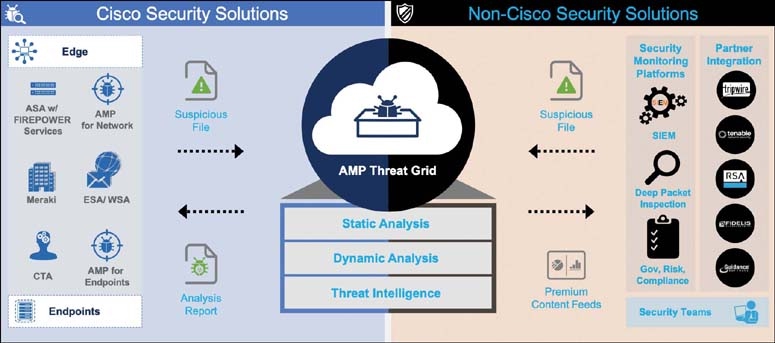 Cisco Security Solutions
Non-Cisco Security Solutions
Edge
ASA w/
FIREPOWER
Services
AMP
for Network
Meraki
ESA/ WSA
CTA
AMP for
Endpoints
Endpoints
Suspicious
File
Analysis
Report
AMP Threat Grid
Static Analysis
Dynamic Analysis
Threat Intelligence
Suspicious
File
Premium
Content Feeds
Security
Monitoring
Platforms
SIEM
SIEM
Deep Packet
Inspection
Gov, Risk,
Compliance
Partner
Integration
tripwire
tenable
RSA
FIDELIS
Guidance
Security Teams